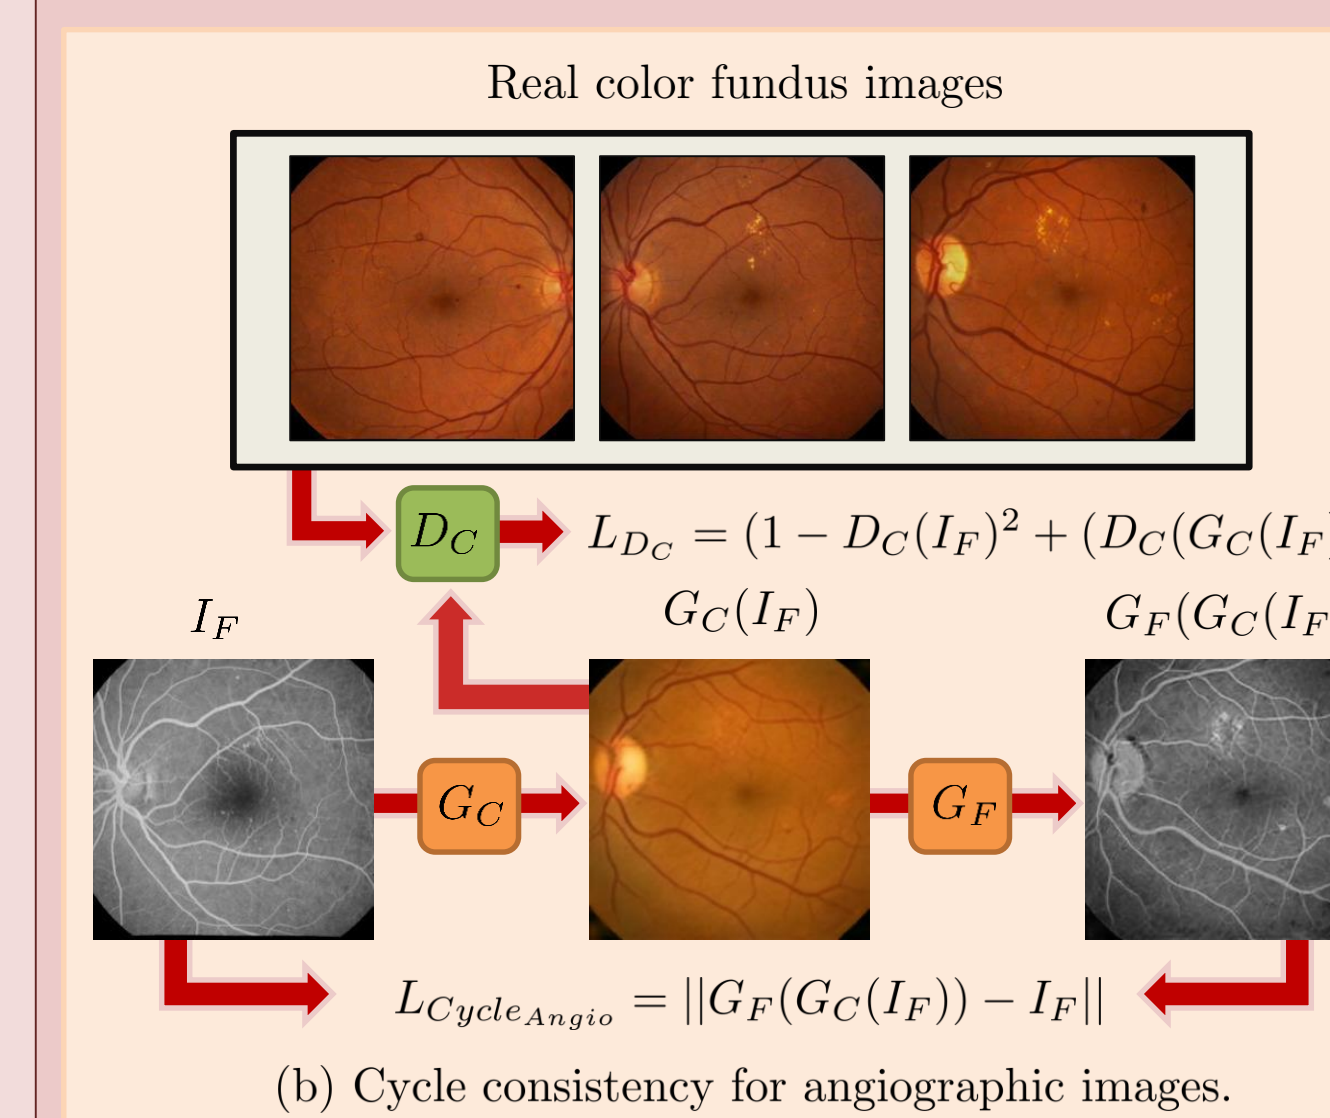 Real color fundus images
D_C
L_{D_C} = (1 − D_C(I_F)^2 + (D_C(G_C(I_F
I_F
G_C(I_F)
G_F(G_C(I_F
G_C
G_F
L_{Cycle_{Angio}} = ||G_F(G_C(I_F)) − I_F||
(b) Cycle consistency for angiographic images.